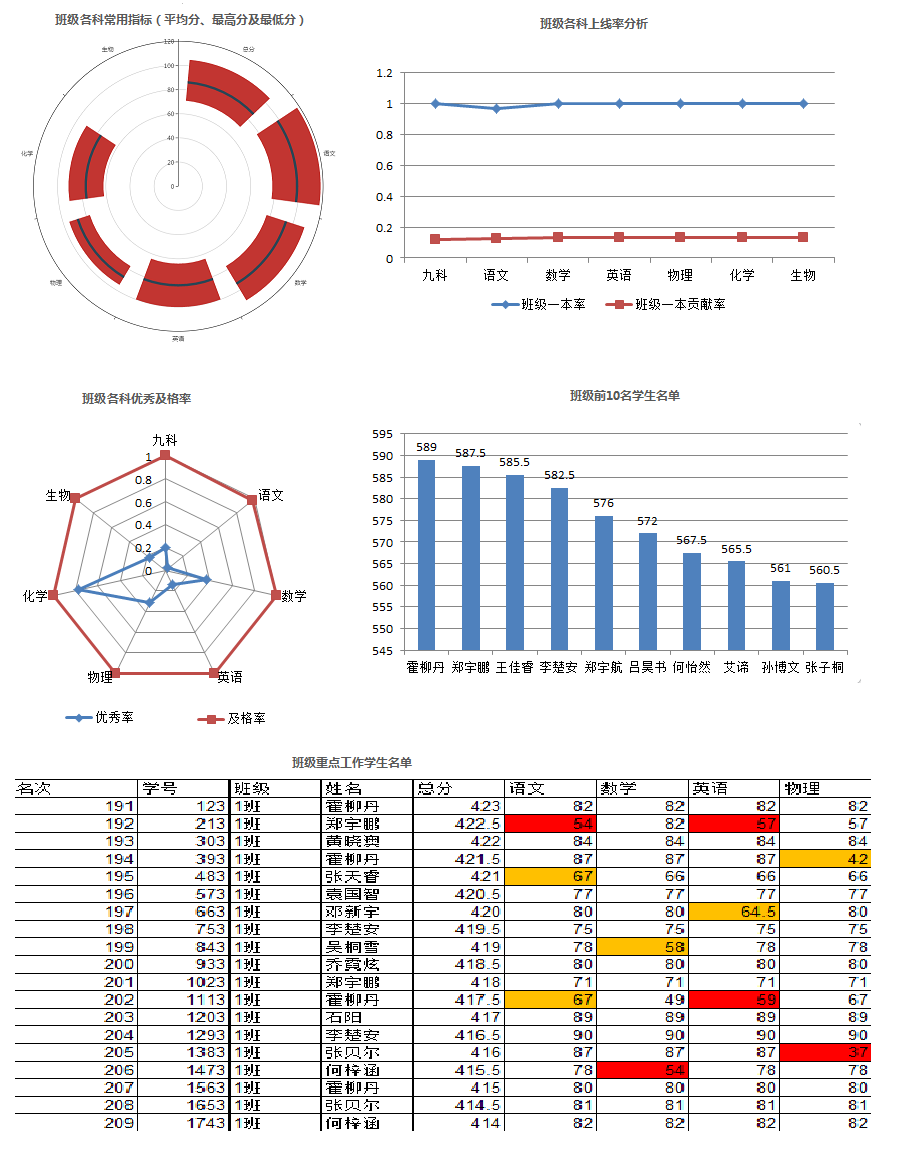 班级各科常用指标（平均分、最高分及最低分）
生物
120
总分
100
80
60
40
20
0
化学
语文
物理
数学
英语
班级各科上线率分析
1.2
1
0.8
0.6
0.4
0.2
0
九科 语文 数学 英语 物理 化学 生物
班级一本率 班级一本贡献率
班级各科优秀及格率
九科
1
0.8
0.6
0.4
0.2
0
生物 语文
化学 数学
物理 英语
优秀率 及格率
班级前10名学生名单
595
590
585
580
575
570
565
560
555
550
545
589 587.5 585.5 582.5 576 572 567.5 565.5 561 560.5
霍柳丹 郑宇鹏 王佳睿 李楚安 郑宇航 吕昊书 何怡然 艾谛 孙博文 张子桐
班级重点工作学生名单
名次 学号 班级 姓名 总分 语文 数学 英语 物理
191 123 1班 霍柳丹 423 82 82 82 82
192 213 1班 郑宇鹏 422.5 54 82 57 57
193 303 1班 黄晓奥 422 84 84 84 84
194 393 1班 霍柳丹 421.5 87 87 87 42
195 483 1班 张天睿 421 67 66 66 66
196 573 1班 袁国智 420.5 77 77 77 77
197 663 1班 邓新宇 420 80 80 64.5 80
198 753 1班 李楚安 419.5 75 75 75 75
199 843 1班 吴桐雪 419 78 58 78 78
200 933 1班 乔霓炫 418.5 80 80 80 80
201 1023 1班 郑宇鹏 418 71 71 71 71
202 1113 1班 霍柳丹 417.5 67 49 59 67
203 1203 1班 石阳 417 89 89 89 89
204 1293 1班 李楚安 416.5 90 90 90 90
205 1383 1班 张贝尔 416 87 87 87 37
206 1473 1班 何梓涵 415.5 78 54 78 78
207 1563 1班 霍柳丹 415 80 80 80 80
208 1653 1班 张贝尔 414.5 81 81 81 81
209 1743 1班 何梓涵 414 82 82 82 82